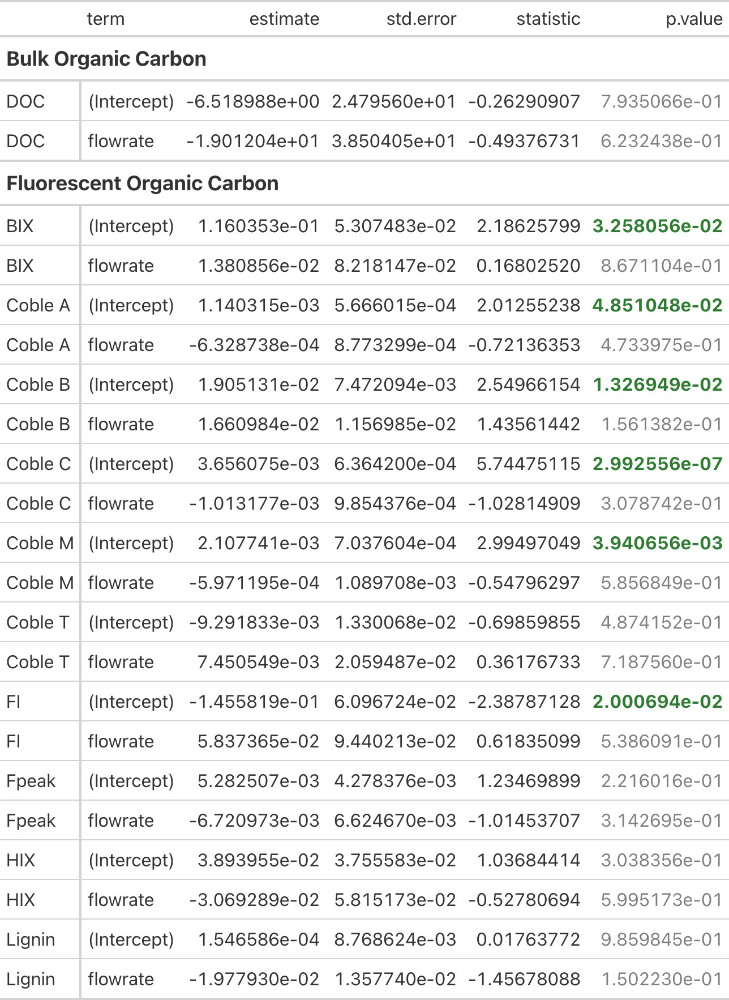 term estimate std.error statistic p.value
Bulk Organic Carbon
DOC (Intercept) -6.518988e+00 2.479560e+01 -0.26290907 7.935066e-01
DOC flowrate -1.901204e+01 3.850405e+01 -0.49376731 6.232438e-01
Fluorescent Organic Carbon
BIX (Intercept) 1.160353e-01 5.307483e-02 2.18625799 3.258056e-02
BIX flowrate 1.380856e-02 8.218147e-02 0.16802520 8.671104e-01
Coble A (Intercept) 1.140315e-03 5.666015e-04 2.01255238 4.851048e-02
Coble A flowrate -6.328738e-04 8.773299e-04 -0.72136353 4.733975e-01
Coble B (Intercept) 1.905131e-02 7.472094e-03 2.54966154 1.326949e-02
Coble B flowrate 1.660984e-02 1.156985e-02 1.43561442 1.561382e-01
Coble C (Intercept) 3.656075e-03 6.364200e-04 5.74475115 2.992556e-07
Coble C flowrate -1.013177e-03 9.854376e-04 -1.02814909 3.078742e-01
Coble M (Intercept) 2.107741e-03 7.037604e-04 2.99497049 3.940656e-03
Coble M flowrate -5.971195e-04 1.089708e-03 -0.54796297 5.856849e-01
Coble T (Intercept) -9.291833e-03 1.330068e-02 -0.69859855 4.874152e-01
Coble T flowrate 7.450549e-03 2.059487e-02 0.36176733 7.187560e-01
FI (Intercept) -1.455819e-01 6.096724e-02 -2.38787128 2.000694e-02
FI flowrate 5.837365e-02 9.440213e-02 0.61835099 5.386091e-01
Fpeak (Intercept) 5.282507e-03 4.278376e-03 1.23469899 2.216016e-01
Fpeak flowrate -6.720973e-03 6.624670e-03 -1.01453707 3.142695e-01
HIX (Intercept) 3.893955e-02 3.755583e-02 1.03684414 3.038356e-01
HIX flowrate -3.069289e-02 5.815173e-02 -0.52780694 5.995173e-01
Lignin (Intercept) 1.546586e-04 8.768624e-03 0.01763772 9.859845e-01
Lignin flowrate -1.977930e-02 1.357740e-02 -1.45678088 1.502230e-01